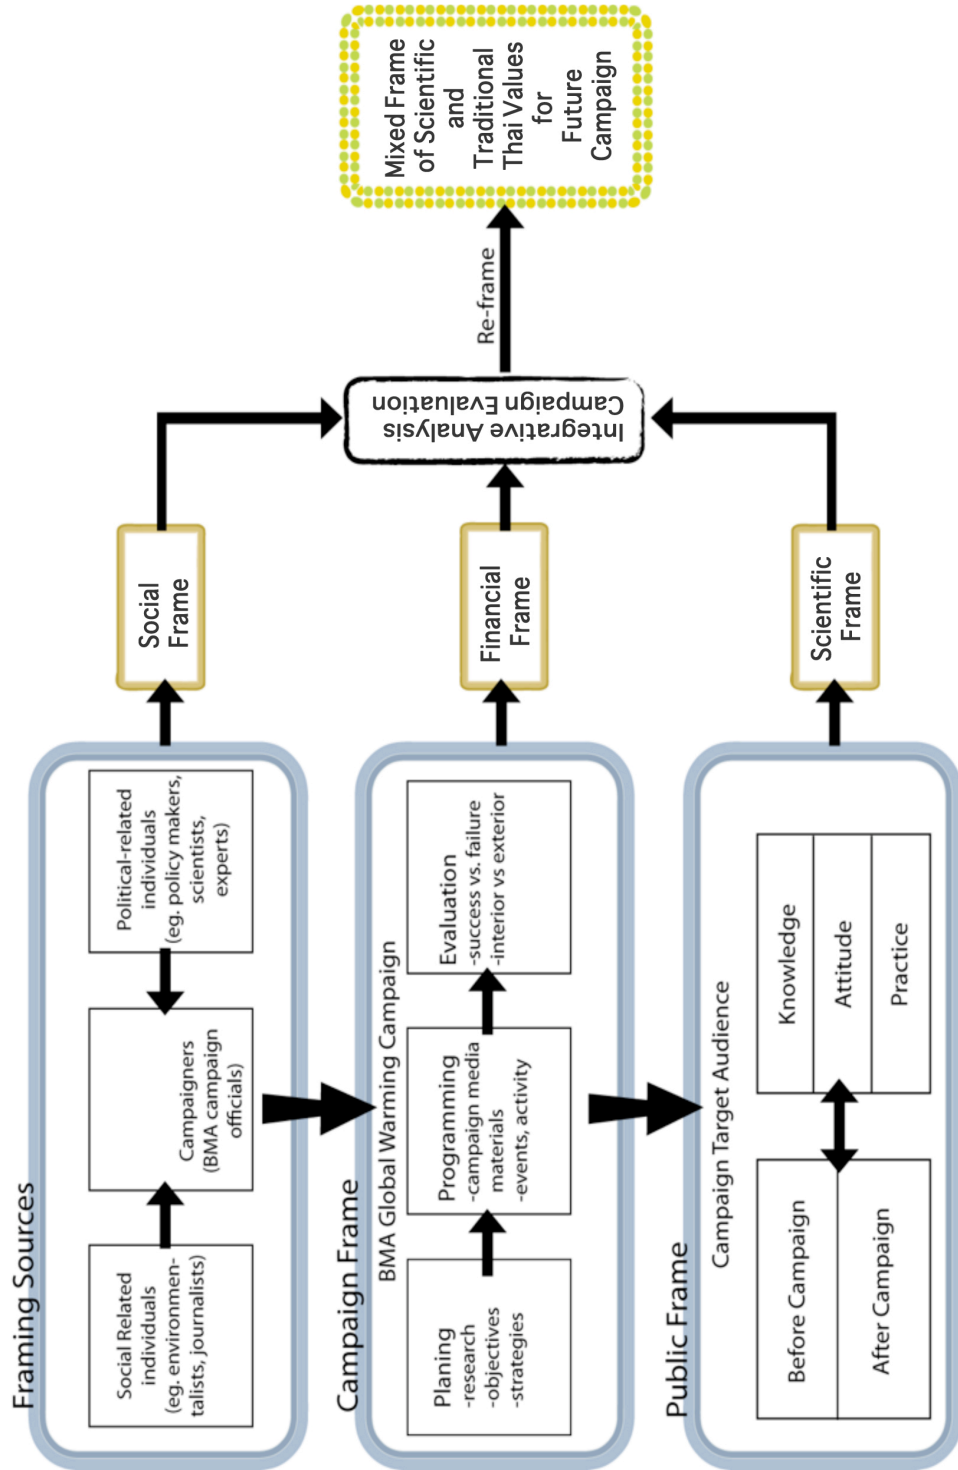 Framing Sources
Social Related
individuals
(eg. environmen-
talists, journalists)
Campaigners
(BMA campaign
officials)
Political-related
individuals
(eg. policy makers,
scientists,
experts)
Social
Frame
Campaign Frame
BMA Global Warming Campaign
Planing
-research
-objectives
-strategies
Programming
-campaign media
materials
-events, activity
Evaluation
-success vs. failure
-interior vs exterior
Financial
Frame
Public Frame
Campaign Target Audience
Before Campaign
After Campaign
Knowledge
Attitude
Practice
Scientific
Frame
Integrative Analysis
Campaign Evaluation
Re-frame
Mixed Frame
of Scientific
and
Traditional
Thai Values
for
Future
Campaign